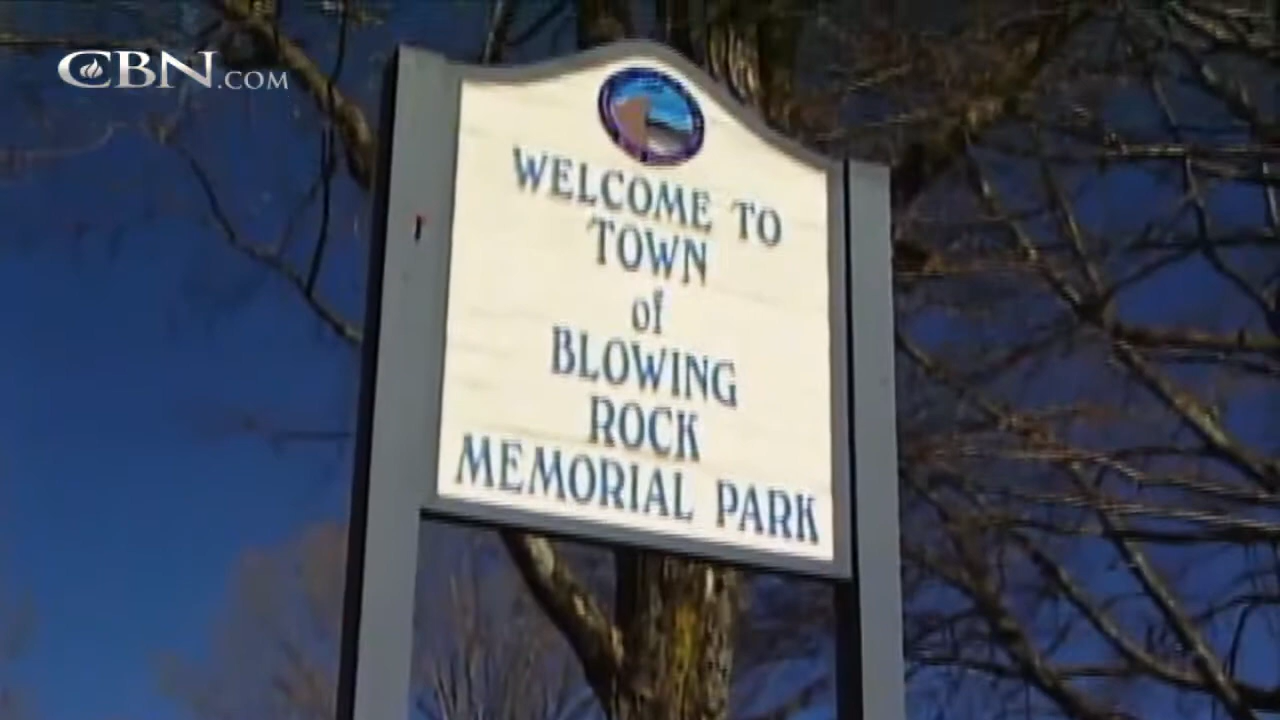 CBN.COM
WELCOME TO
TOWN
of
BLOWING
ROCK
MEMORIAL PARK